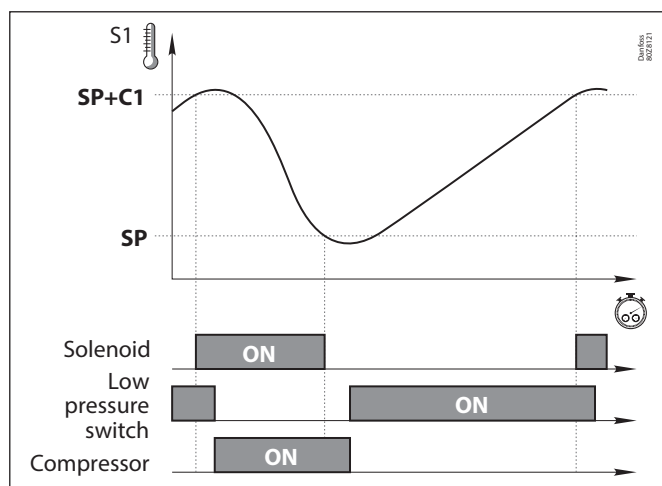 S1
Danfoss
80Z8121
SP+C1
SP
Solenoid
ON
Low
pressure
switch
ON
Compressor
ON